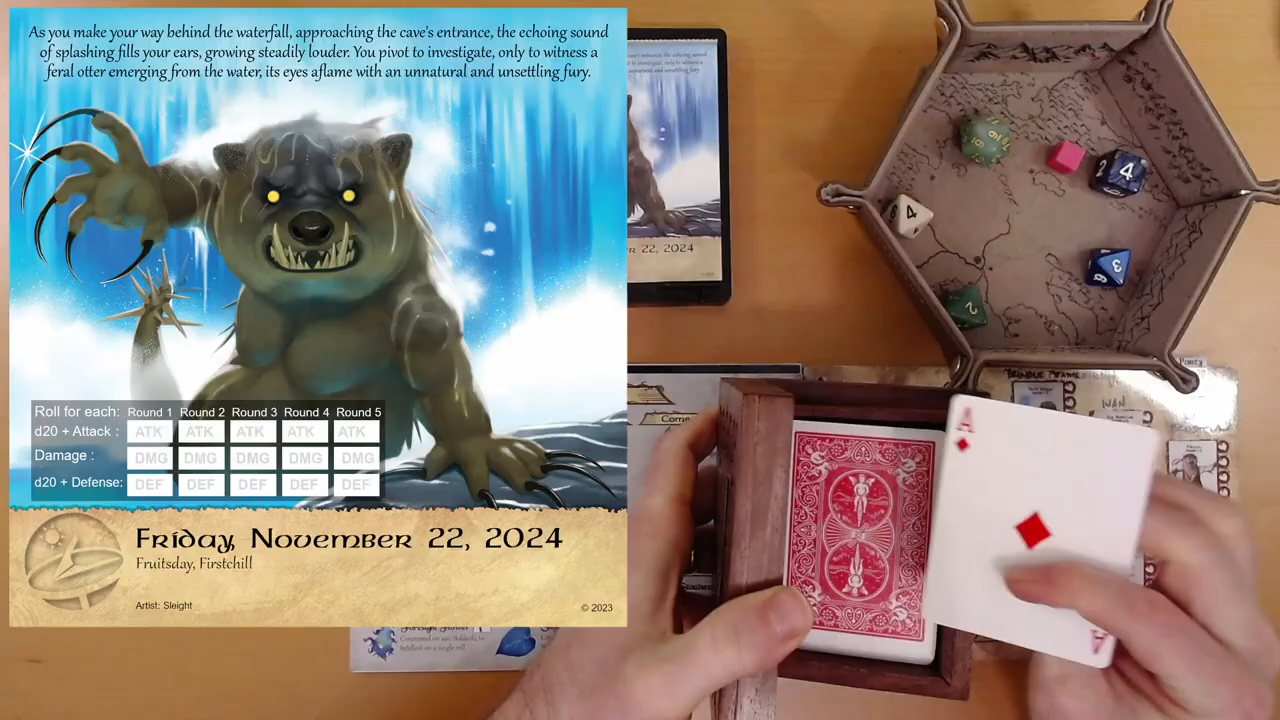 As you make your way behind the waterfall, approaching the cave's entrance, the echoing sound
of splashing fills your ears, growing steadily louder. You pivot to investigate, only to witness a
feral otter emerging from the water, its eyes aflame with an unnatural and unsettling fury.
Roll for each: Round 1 Round 2 Round 3 Round 4 Round 5
d20 + Attack : ATK ATK ATK ATK ATK
Damage : DMG DMG DMG DMG DMG
d20 + Defense: DEF DEF DEF DEF DEF
Friday, November 22, 2024
Fruitsday, Firstchill
Artist: Sleight
© 2023
22, 2024
4
4
3
2
A
A